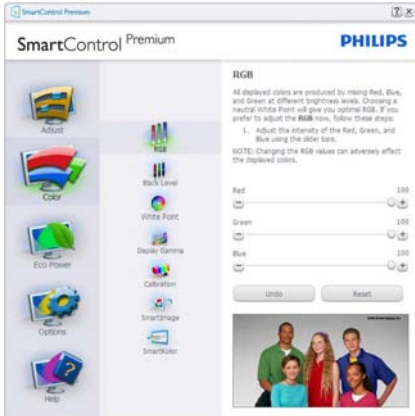 SmartControl Premium
SmartControl Premium
PHILIPS
Adjust
Color
Eco Power
Options
Help
RGB
Black Level
White Point
Display Gamma
Calibration
SmartImage
SmartKolor
RGB
All displayed colors are produced by mixing Red, Blue,
and Green at different brightness levels. Choosing a
neutral White Point will give you optimal RGB. If you
prefer to adjust the RGB now, follow these steps:
1. Adjust the intensity of the Red, Green, and
Blue using the slider bars.
NOTE: Changing the RGB values can adversely effect
the displayed colors.
Red 100
Green 100
Blue 100
Undo Reset